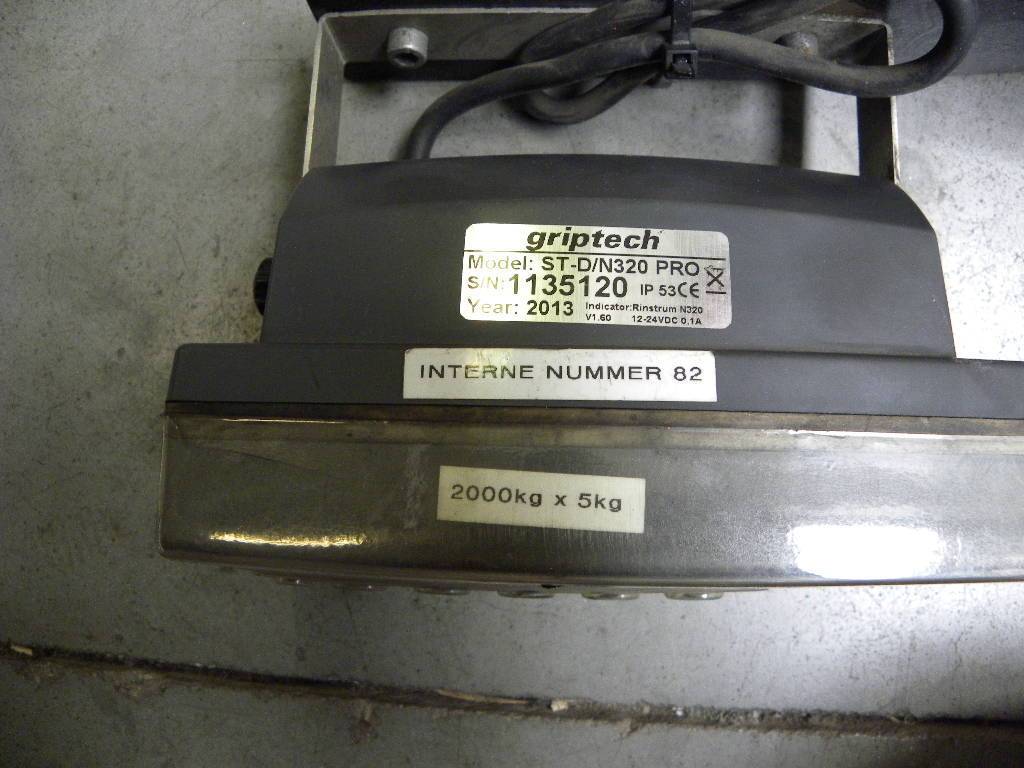 griptech
Model: ST-D/N320 PRO
S/N: 1135120 IP 53 CE
Year: 2013 Indicator:Rinstrum N320
V1.60 12-24VDC 0,1A
INTERNE NUMMER 82
2000kg x 5kg